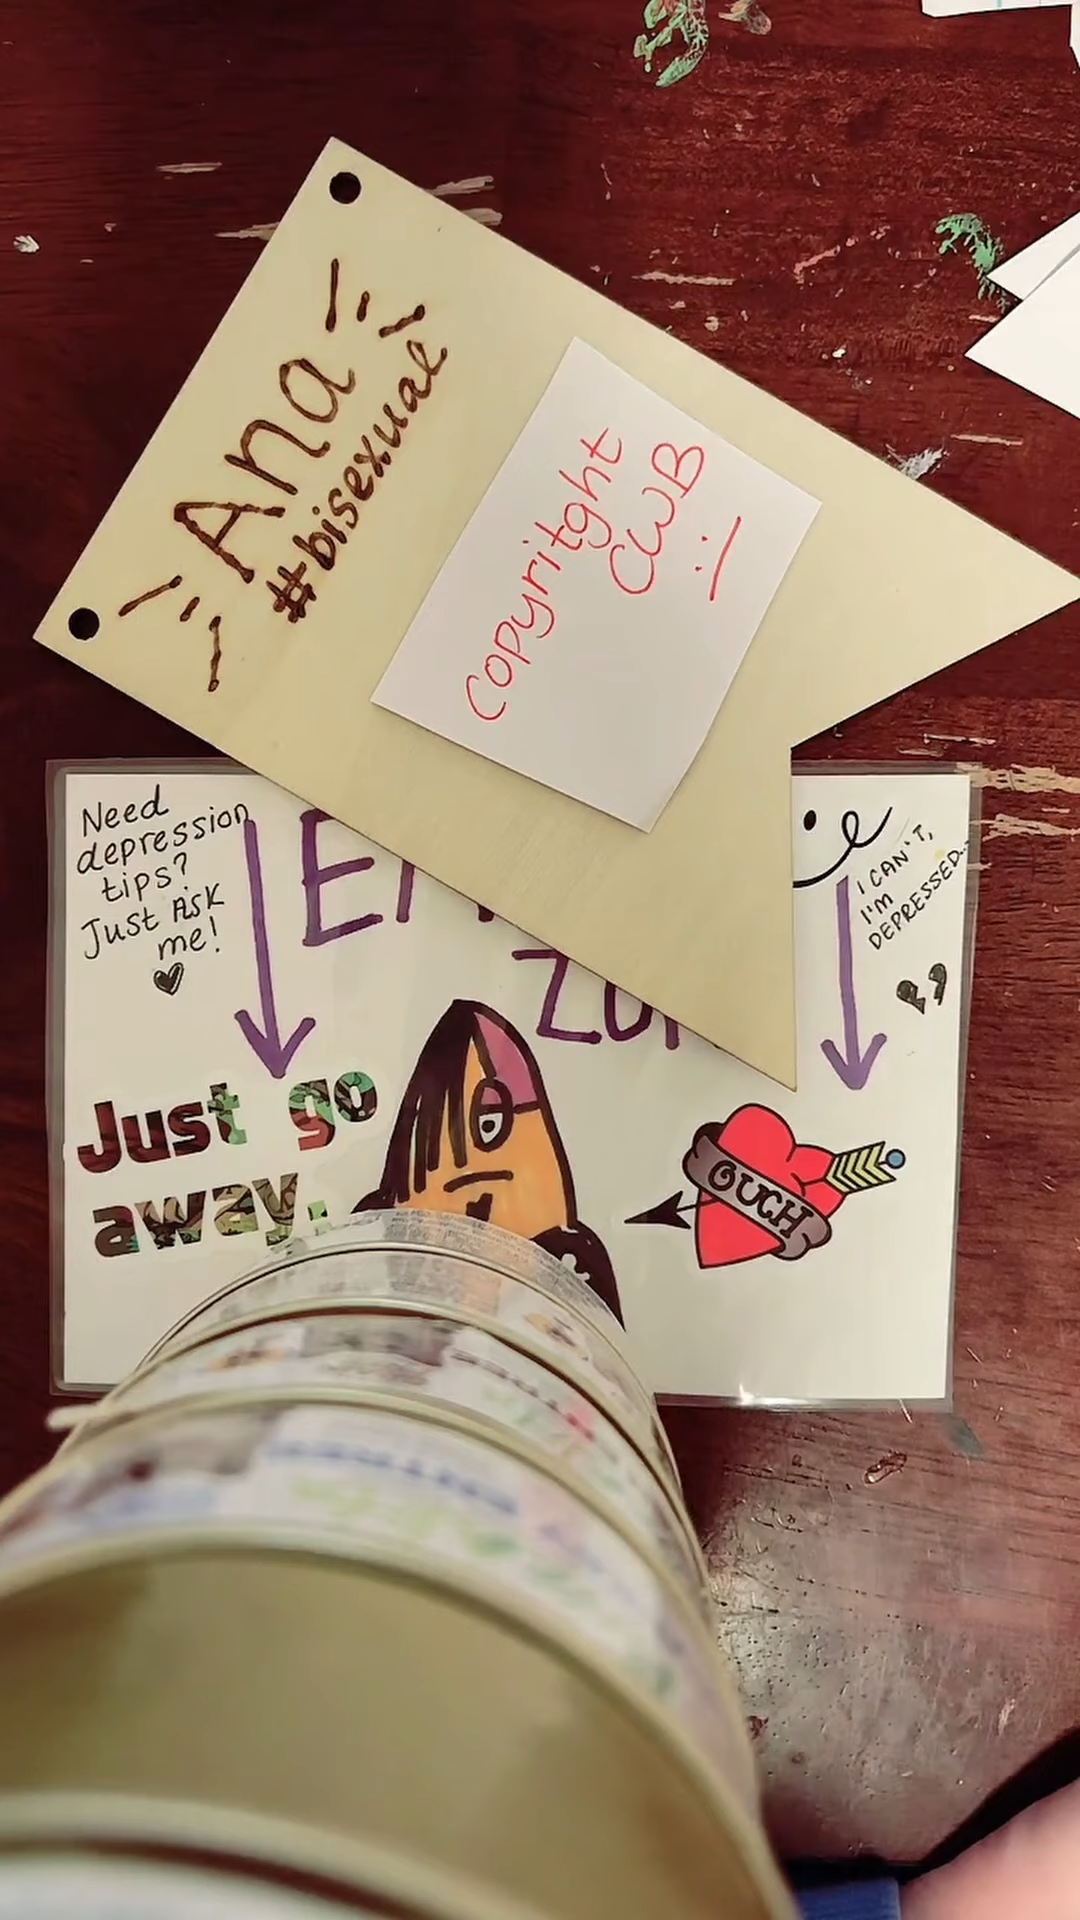 Ana
#bisexual
Copyritght
CWB
Need
depression
tips?
Just Ask
me!
I CAN'T,
I'M
DEPRESSED...
Just go
away.
OUCH